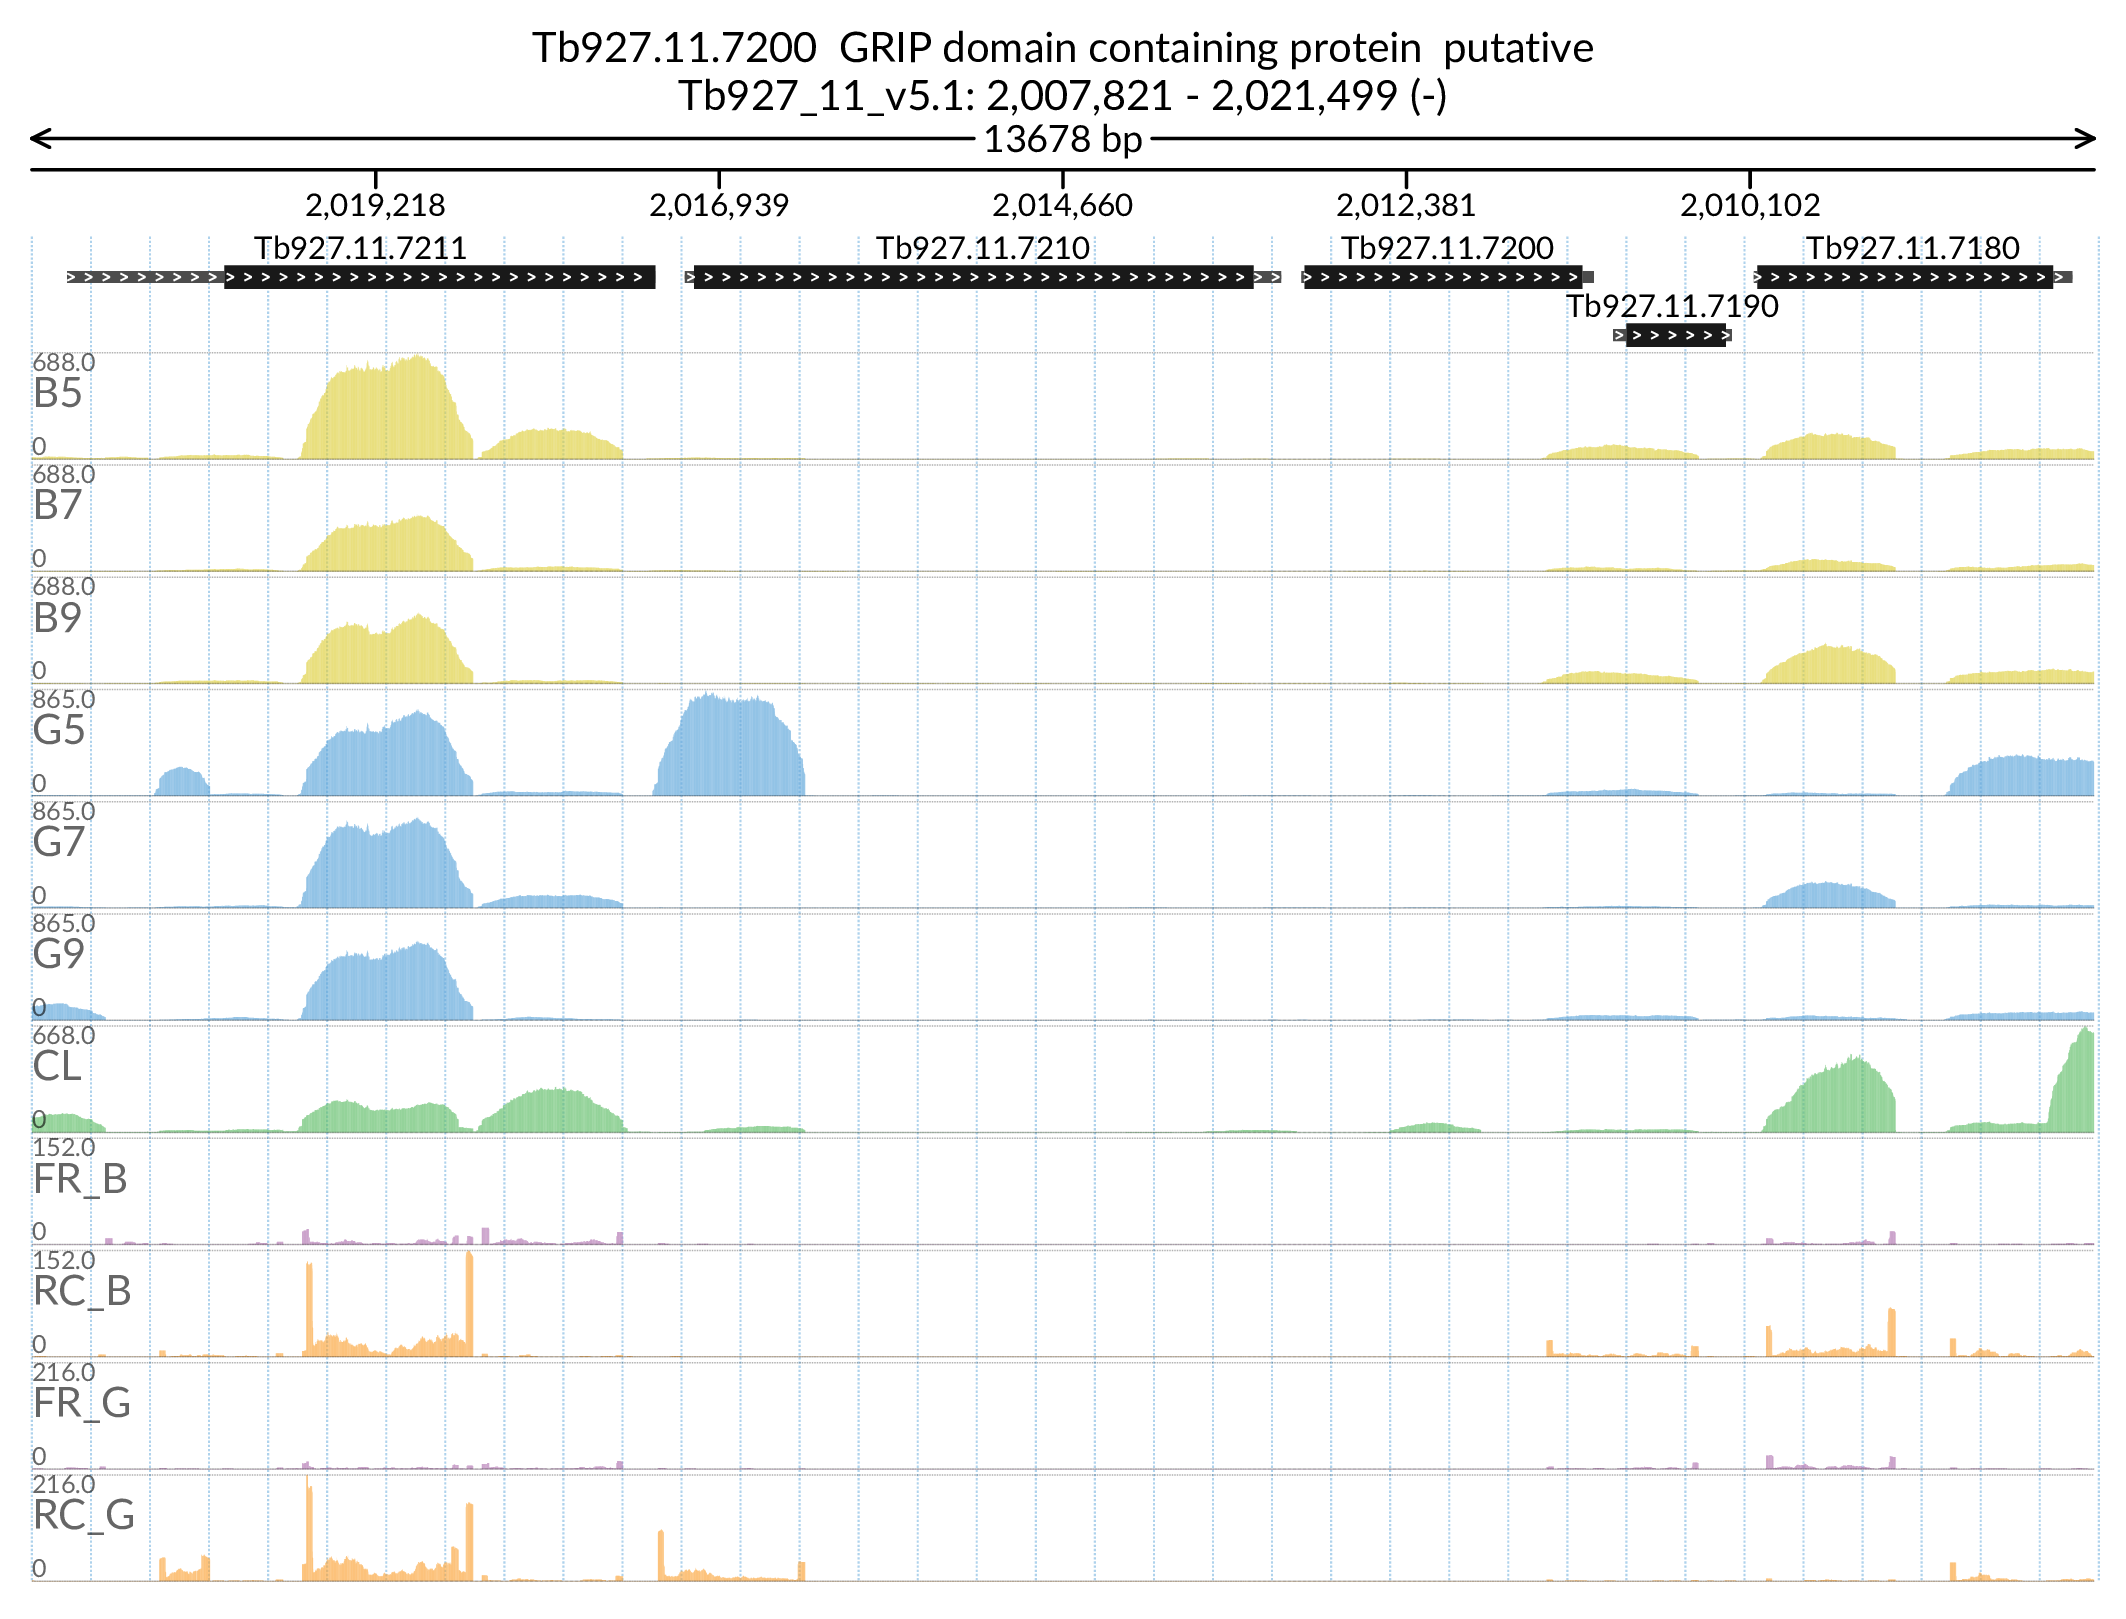 Tb927.11.7200  GRIP domain containing protein  putative
Tb927_11_v5.1: 2,007,821 - 2,021,499 (-)
13678 bp
2,019,218 2,016,939 2,014,660 2,012,381 2,010,102
Tb927.11.7211 Tb927.11.7210 Tb927.11.7200 Tb927.11.7180
Tb927.11.7190
688.0
B5
0
688.0
B7
0
688.0
B9
0
865.0
G5
0
865.0
G7
0
865.0
G9
0
668.0
CL
0
152.0
FR_B
0
152.0
RC_B
0
216.0
FR_G
0
216.0
RC_G
0